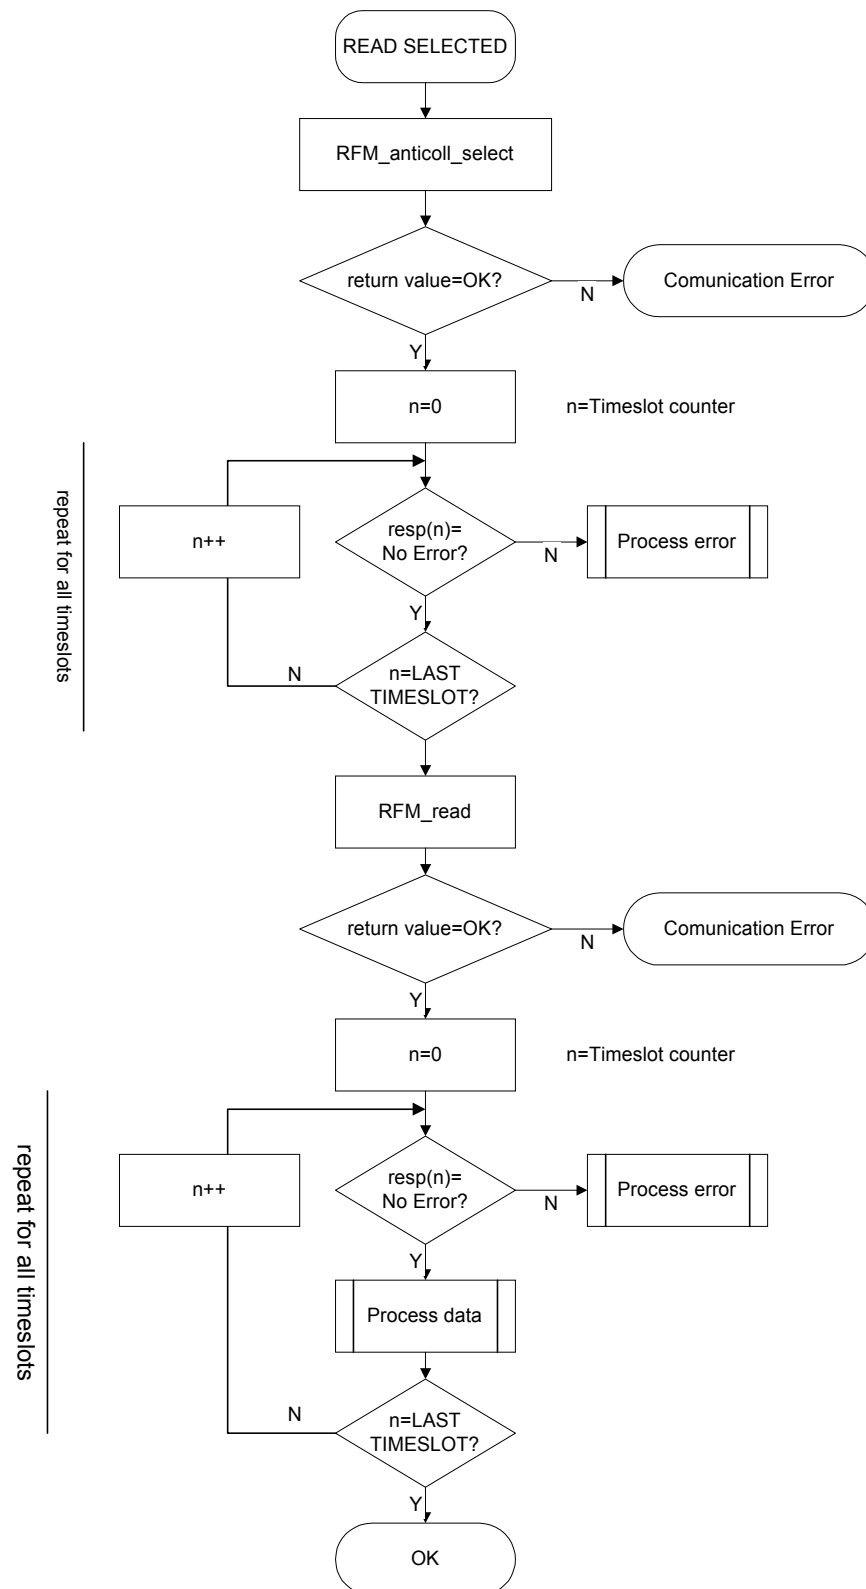 READ SELECTED
RFM_anticoll_select
return value=OK?
N
Comunication Error
Y
n=0
n=Timeslot counter
repeat for all timeslots
n++
resp(n)=
No Error?
N
Process error
Y
N
n=LAST
TIMESLOT?
RFM_read
return value=OK?
N
Comunication Error
Y
n=0
n=Timeslot counter
repeat for all timeslots
n++
resp(n)=
No Error?
N
Process error
Y
Process data
N
n=LAST
TIMESLOT?
Y
OK